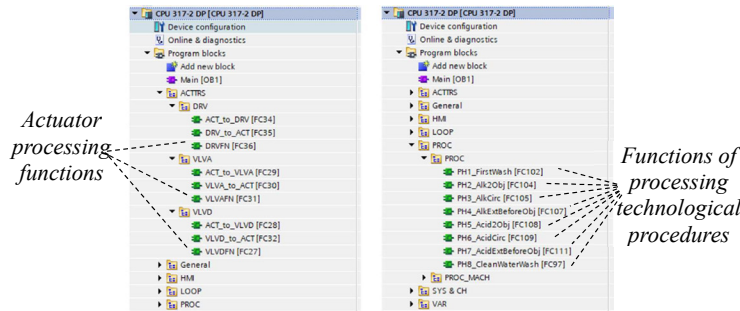 CPU 317-2 DP [CPU 317-2 DP]
Device configuration
Online & diagnostics
Program blocks
Add new block
Main [OB1]
ACTTRS
DRV
ACT_to_DRV [FC34]
DRV_to_ACT [FC35]
DRVFN [FC36]
VLVA
ACT_to_VLVA [FC29]
VLVA_to_ACT [FC30]
VLVAFN [FC31]
VLVD
ACT_to_VLVD [FC28]
VLVD_to_ACT [FC32]
VLVDFN [FC27]
General
HMI
LOOP
PROC
Actuator
processing
functions
CPU 317-2 DP [CPU 317-2 DP]
Device configuration
Online & diagnostics
Program blocks
Add new block
Main [OB1]
ACTTRS
General
HMI
LOOP
PROC
PROC
PH1_FirstWash [FC102]
PH2_Alk2Obj [FC104]
PH3_AlkCirc [FC105]
PH4_AlkExtBeforeObj [FC107]
PH5_Acid2Obj [FC108]
PH6_AcidCirc [FC109]
PH7_AcidExtBeforeObj [FC111]
PH8_CleanWaterWash [FC97]
PROC_MACH
SYS & CH
VAR
Functions of
processing
technological
procedures